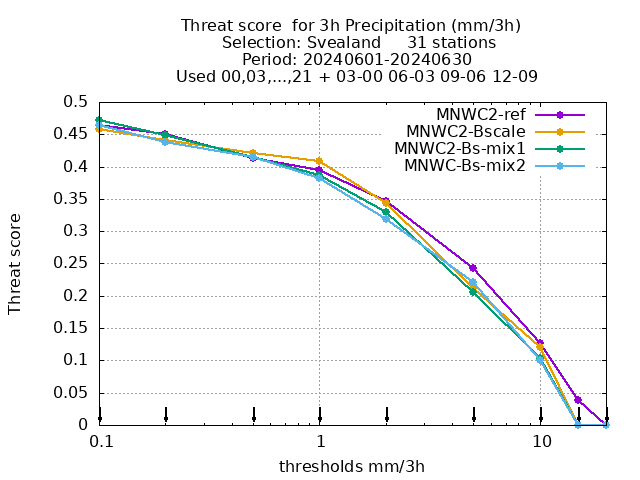 Threat score  for 3h Precipitation (mm/3h)
Selection: Svealand     31 stations
Period: 20240601-20240630
Used 00,03,...,21 + 03-00 06-03 09-06 12-09
MNWC2-ref
MNWC2-Bscale
MNWC2-Bs-mix1
MNWC-Bs-mix2
Threat score
0.5
0.45
0.4
0.35
0.3
0.25
0.2
0.15
0.1
0.05
0
0.1 1 10
thresholds mm/3h